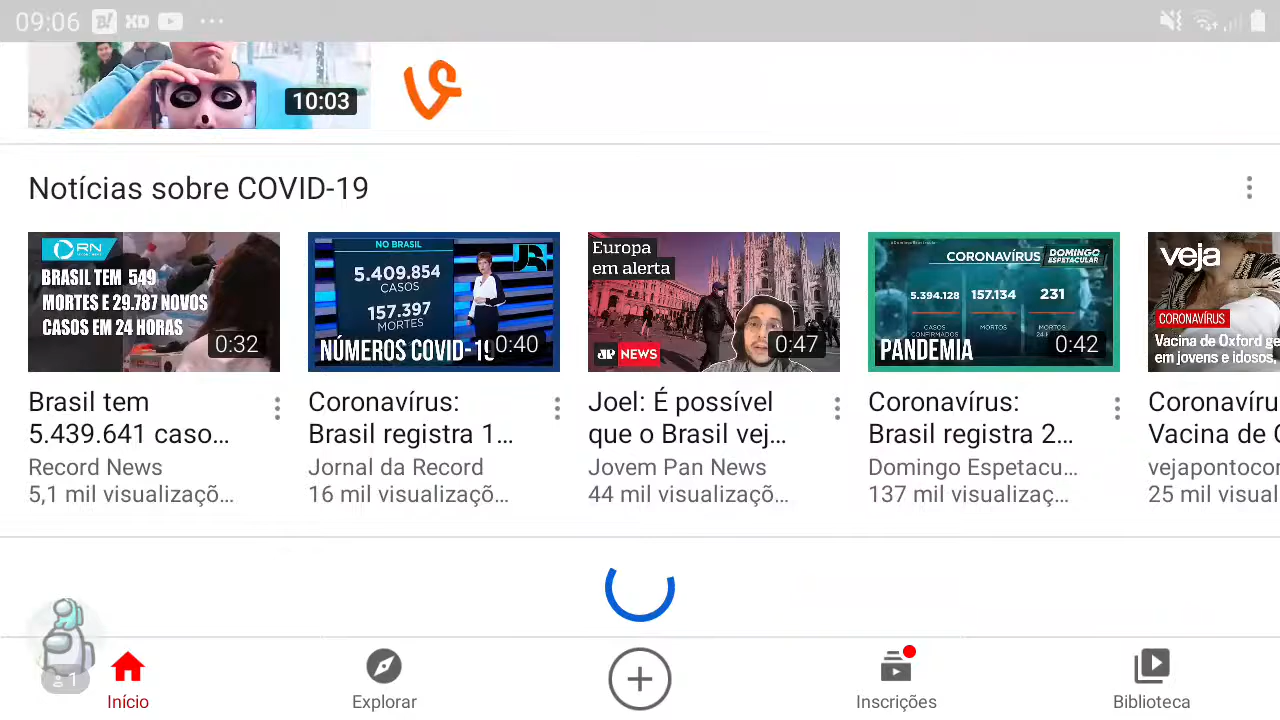 09:06
10:03
Notícias sobre COVID-19
RN
BRASIL TEM 549
MORTES E 29.787 NOVOS
CASOS EM 24 HORAS
0:32
Brasil tem
5.439.641 caso...
Record News
5,1 mil visualizaçõ...
NO BRASIL
JR
5.409.854
CASOS
157.397
MORTES
NÚMEROS COVID-19
0:40
Coronavírus:
Brasil registra 1...
Jornal da Record
16 mil visualizaçõ...
Europa
em alerta
JP NEWS
0:47
Joel: É possível
que o Brasil vej...
Jovem Pan News
44 mil visualizaçõ...
CORONAVÍRUS
DOMINGO
ESPETACULAR
5.394.128
157.134
231
CASOS
CONFIRMADOS
MORTOS
PANDEMIA
0:42
Coronavírus:
Brasil registra 2...
Domingo Espetacu...
137 mil visualizaç...
veja
CORONAVÍRUS
Vacina de Oxford ge
em jovens e idosos,
Coronavíru
Vacina de
vejapontocor
25 mil visual
1
Início
Explorar
Inscrições
Biblioteca